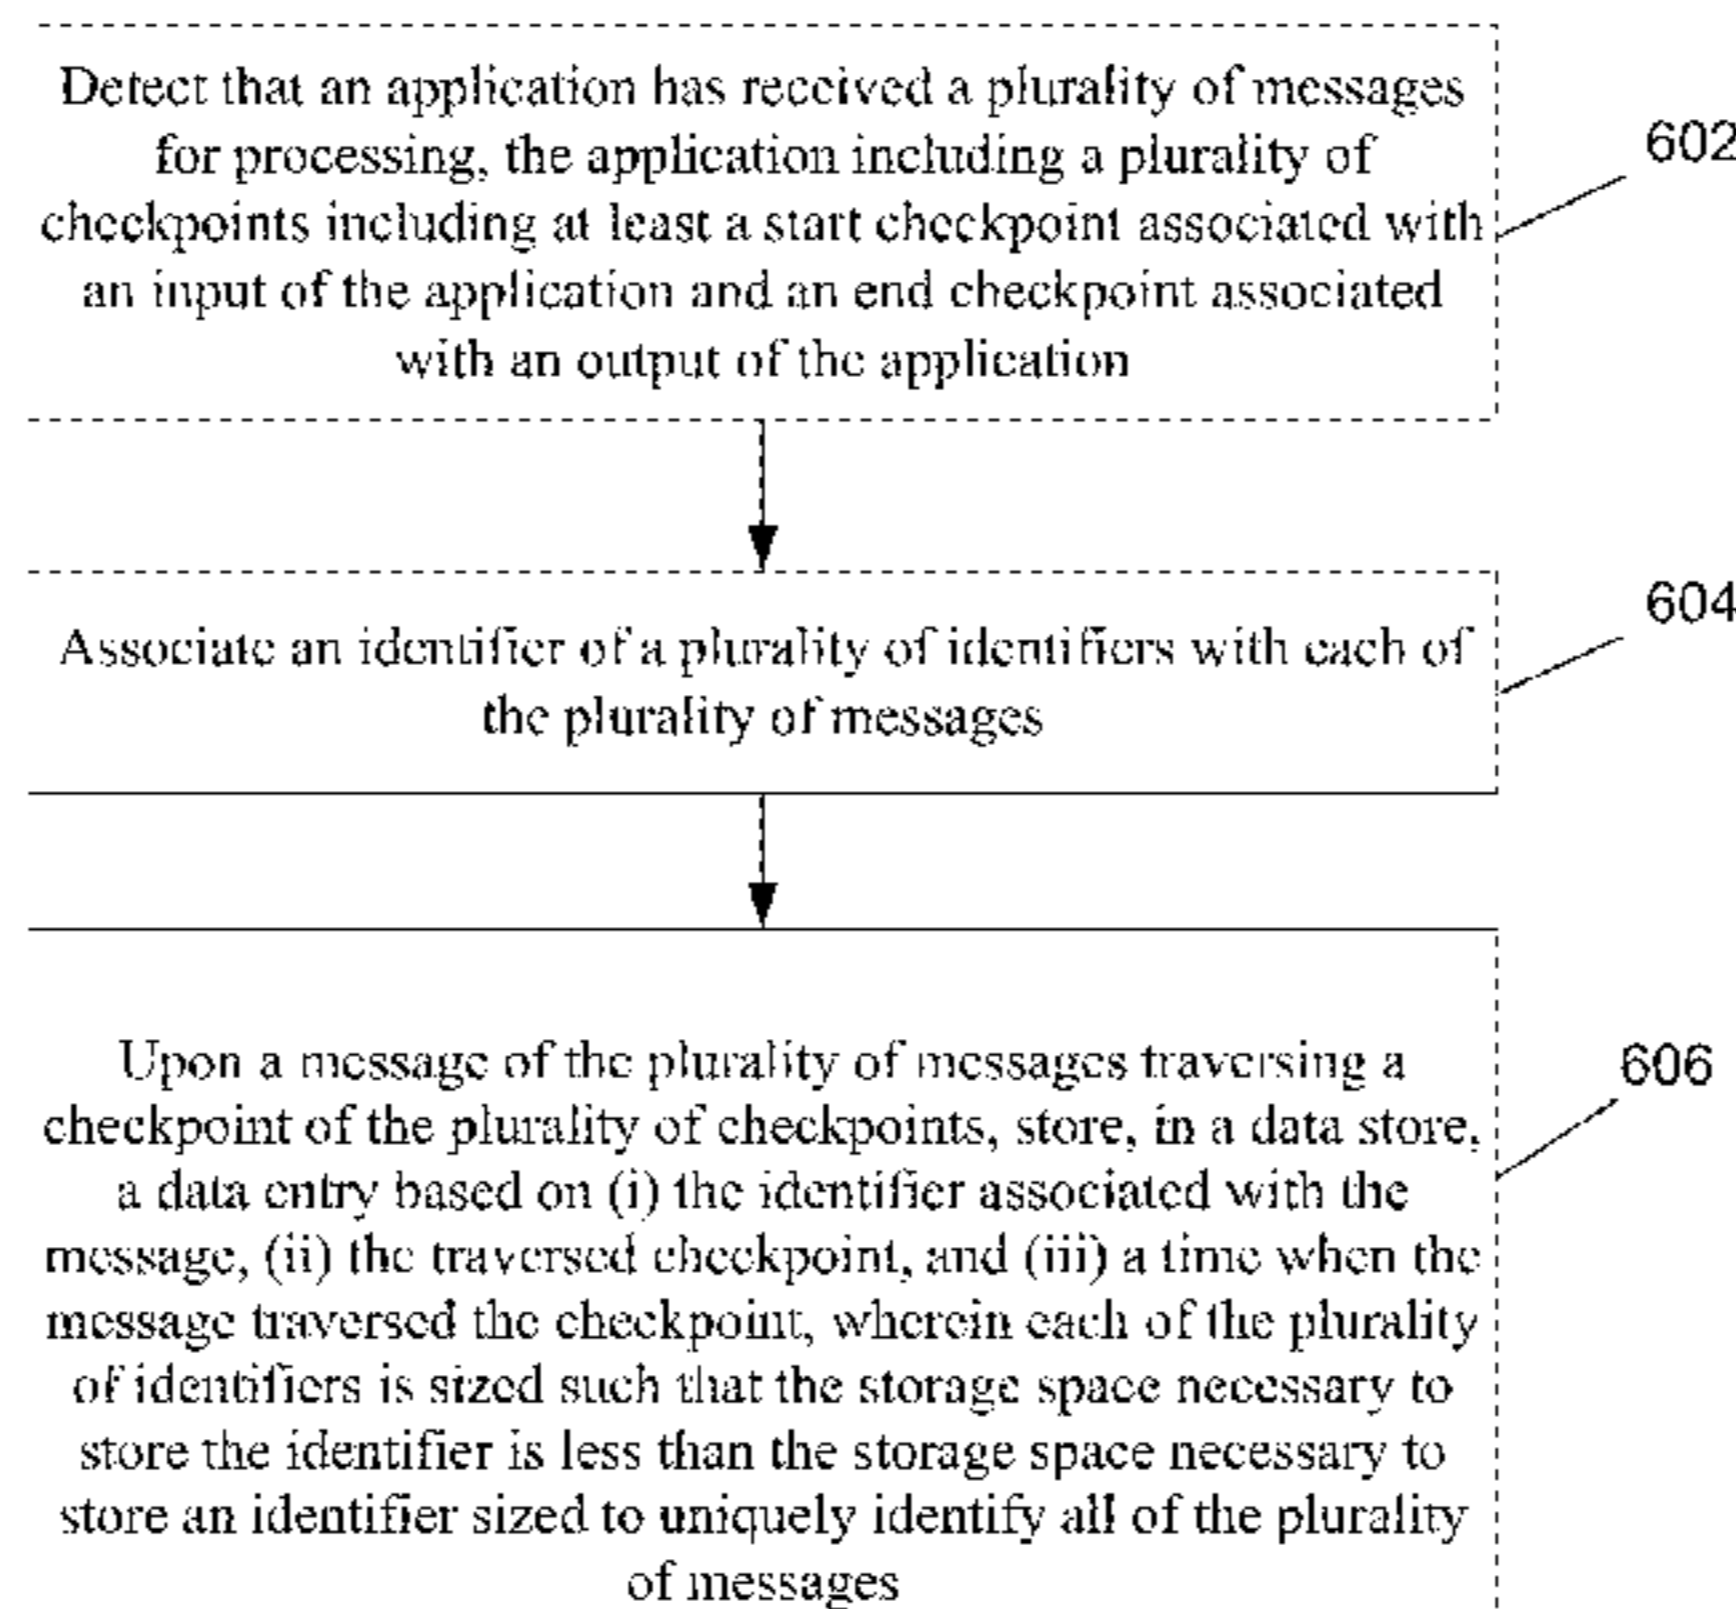 Detect that an application has received a plurality of messages
for processing, the application including a plurality of
602
checkpoints including at least a start checkpoint associated with
an input of the application and an end checkpoint associated
with an output of the application
604
Associate an identifier of a plurality of identifiers with each of
the plurality of messages
Upon a message of the plurality of messages traversing a
606
checkpoint of the plurality of checkpoints, store, in a data store,
a data entry based on (i) the identifier associated with the
message, (ii) the traversed checkpoint, and (iii) a time when the
message traversed the checkpoint, wherein each of the plurality
of identifiers is sized such that the storage space necessary to
store the identifier is less than the storage space necessary to
store an identifier sized to uniquely identify all of the plurality
of messages